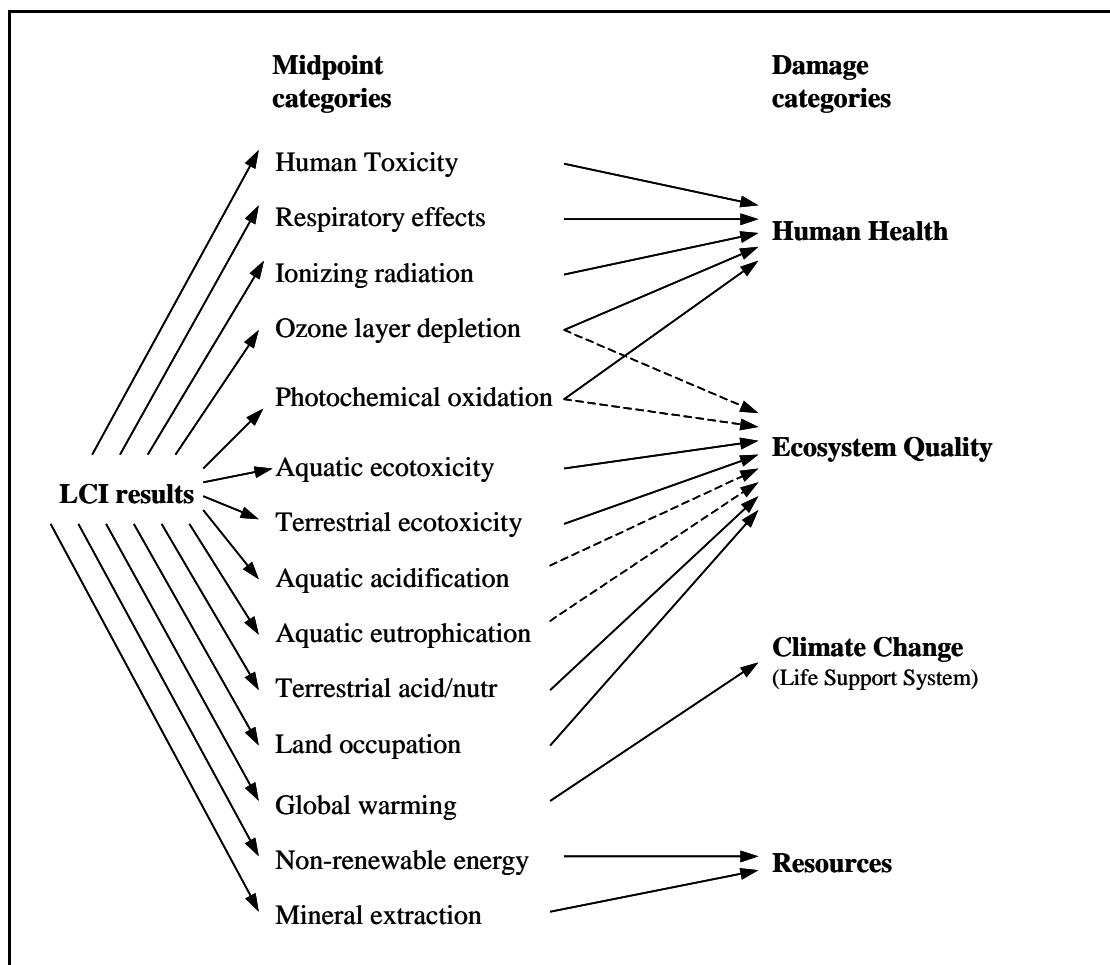 Midpoint
categories
Damage
categories
Human Toxicity
Respiratory effects
Human Health
Ionizing radiation
Ozone layer depletion
Photochemical oxidation
Ecosystem Quality
Aquatic ecotoxicity
LCI results
Terrestrial ecotoxicity
Aquatic acidification
Aquatic eutrophication
Climate Change
(Life Support System)
Terrestrial acid/nutr
Land occupation
Global warming
Non-renewable energy
Resources
Mineral extraction